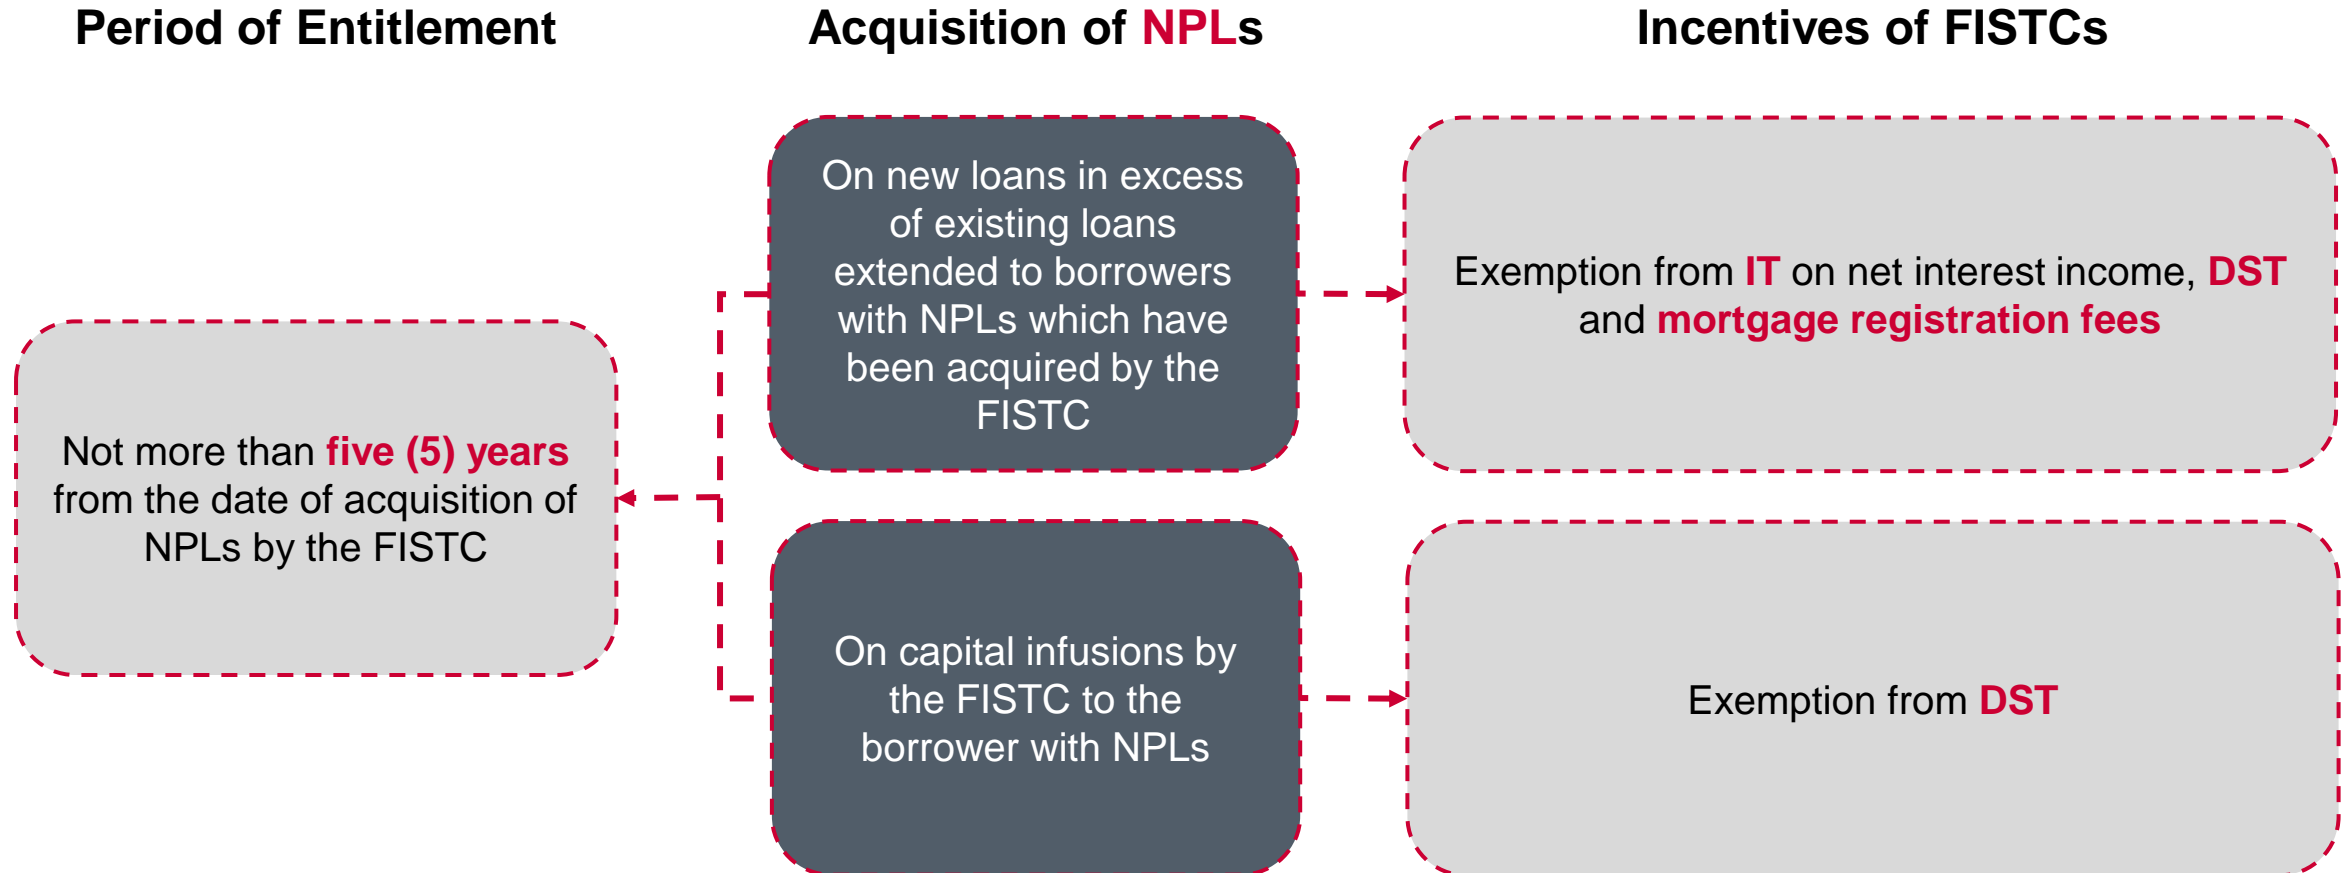 Period of Entitlement
Acquisition of NPLs
Incentives of FISTCs
Not more than five (5) years
from the date of acquisition of
NPLs by the FISTC
On new loans in excess
of existing loans
extended to borrowers
with NPLs which have
been acquired by the
FISTC
Exemption from IT on net interest income, DST
and mortgage registration fees
On capital infusions by
the FISTC to the
borrower with NPLs
Exemption from DST